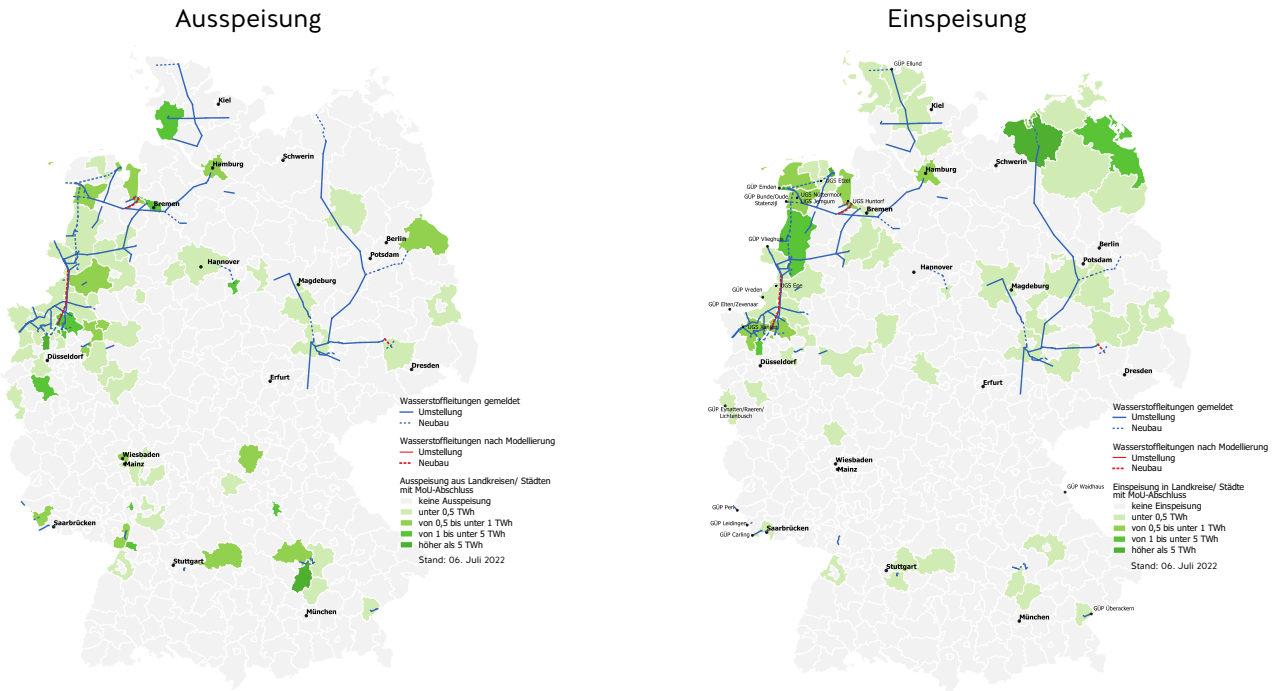 Ausspeisung
Kiel
Schwerin
Hamburg
Bremen
Berlin
Potsdam
Hannover
Magdeburg
Düsseldorf
Dresden
Erfurt
Wiesbaden
Mainz
Saarbrücken
Stuttgart
München
Wasserstoffleitungen gemeldet
Umstellung
Neubau
Wasserstoffleitungen nach Modellierung
Umstellung
Neubau
Ausspeisung aus Landkreisen/ Städten
mit MoU-Abschluss
keine Ausspeisung
unter 0,5 TWh
von 0,5 bis unter 1 TWh
von 1 bis unter 5 TWh
höher als 5 TWh
Stand: 06. Juli 2022
Einspeisung
GÜP Ellund
Kiel
Schwerin
Hamburg
UGS Etzel
GÜP Emden
UGS Nüttermoor
GÜP Bunde/Oude
UGS Jemgum
Statenzijl
UGS Huntorf
Bremen
GÜP Vlieghuis
Berlin
Potsdam
Hannover
UGS Epe
Magdeburg
GÜP Vreden
GÜP Elten/Zevenaar
UGS Xanten
Düsseldorf
Dresden
Erfurt
GÜP Eynatten/Raeren/
Lichtenbusch
Wiesbaden
Mainz
GÜP Waidhaus
GÜP Perl
GÜP Leidingen
GÜP Carling
Saarbrücken
Stuttgart
GÜP Überackern
München
Wasserstoffleitungen gemeldet
Umstellung
Neubau
Wasserstoffleitungen nach Modellierung
Umstellung
Neubau
Einspeisung in Landkreise/ Städte
mit MoU-Abschluss
keine Einspeisung
unter 0,5 TWh
von 0,5 bis unter 1 TWh
von 1 bis unter 5 TWh
höher als 5 TWh
Stand: 06. Juli 2022